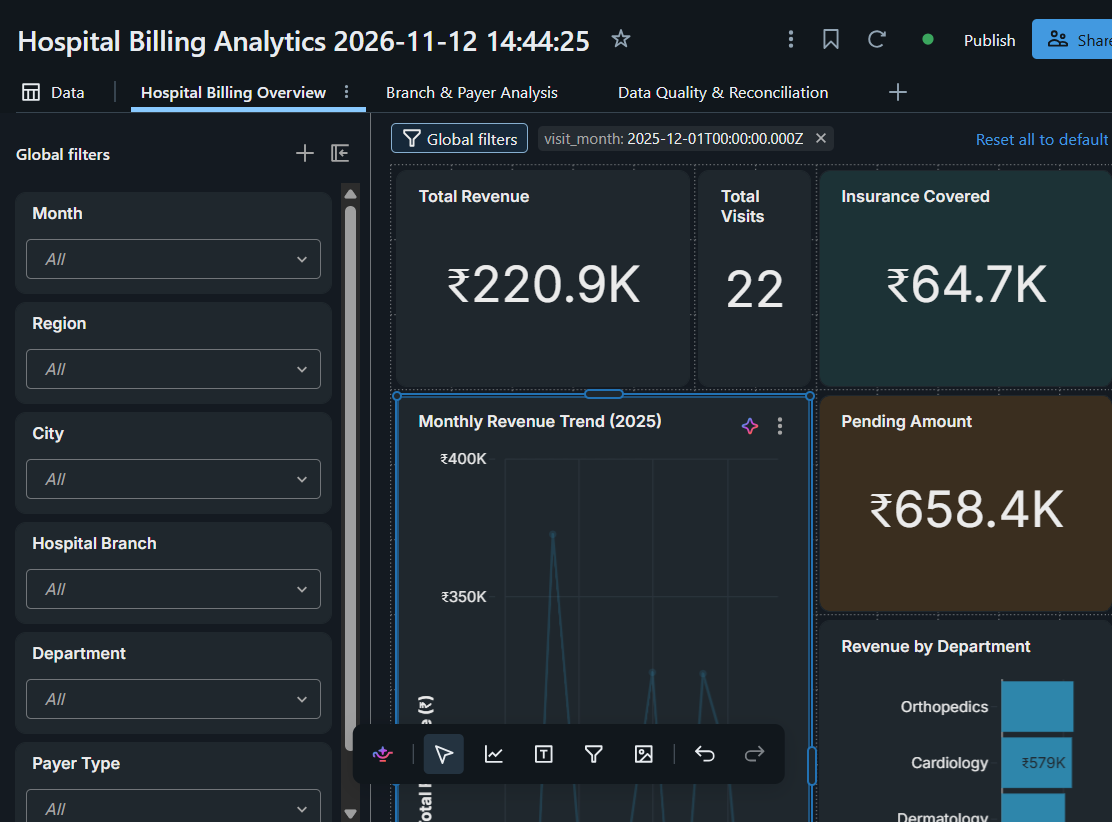 Hospital Billing Analytics 2026-11-12 14:44:25
Publish
Data
Hospital Billing Overview
Branch & Payer Analysis
Data Quality & Reconciliation
Global filters
Month
All
Region
All
City
All
Hospital Branch
All
Department
All
Payer Type
All
Global filters
visit_month: 2025-12-01T00:00:00.000Z
Reset all to default
Total Revenue
₹220.9K
Total
Visits
22
Insurance Covered
₹64.7K
Monthly Revenue Trend (2025)
₹400K
₹350K
Pending Amount
₹658.4K
Revenue by Department
Orthopedics
Cardiology
₹579K
Dermatology